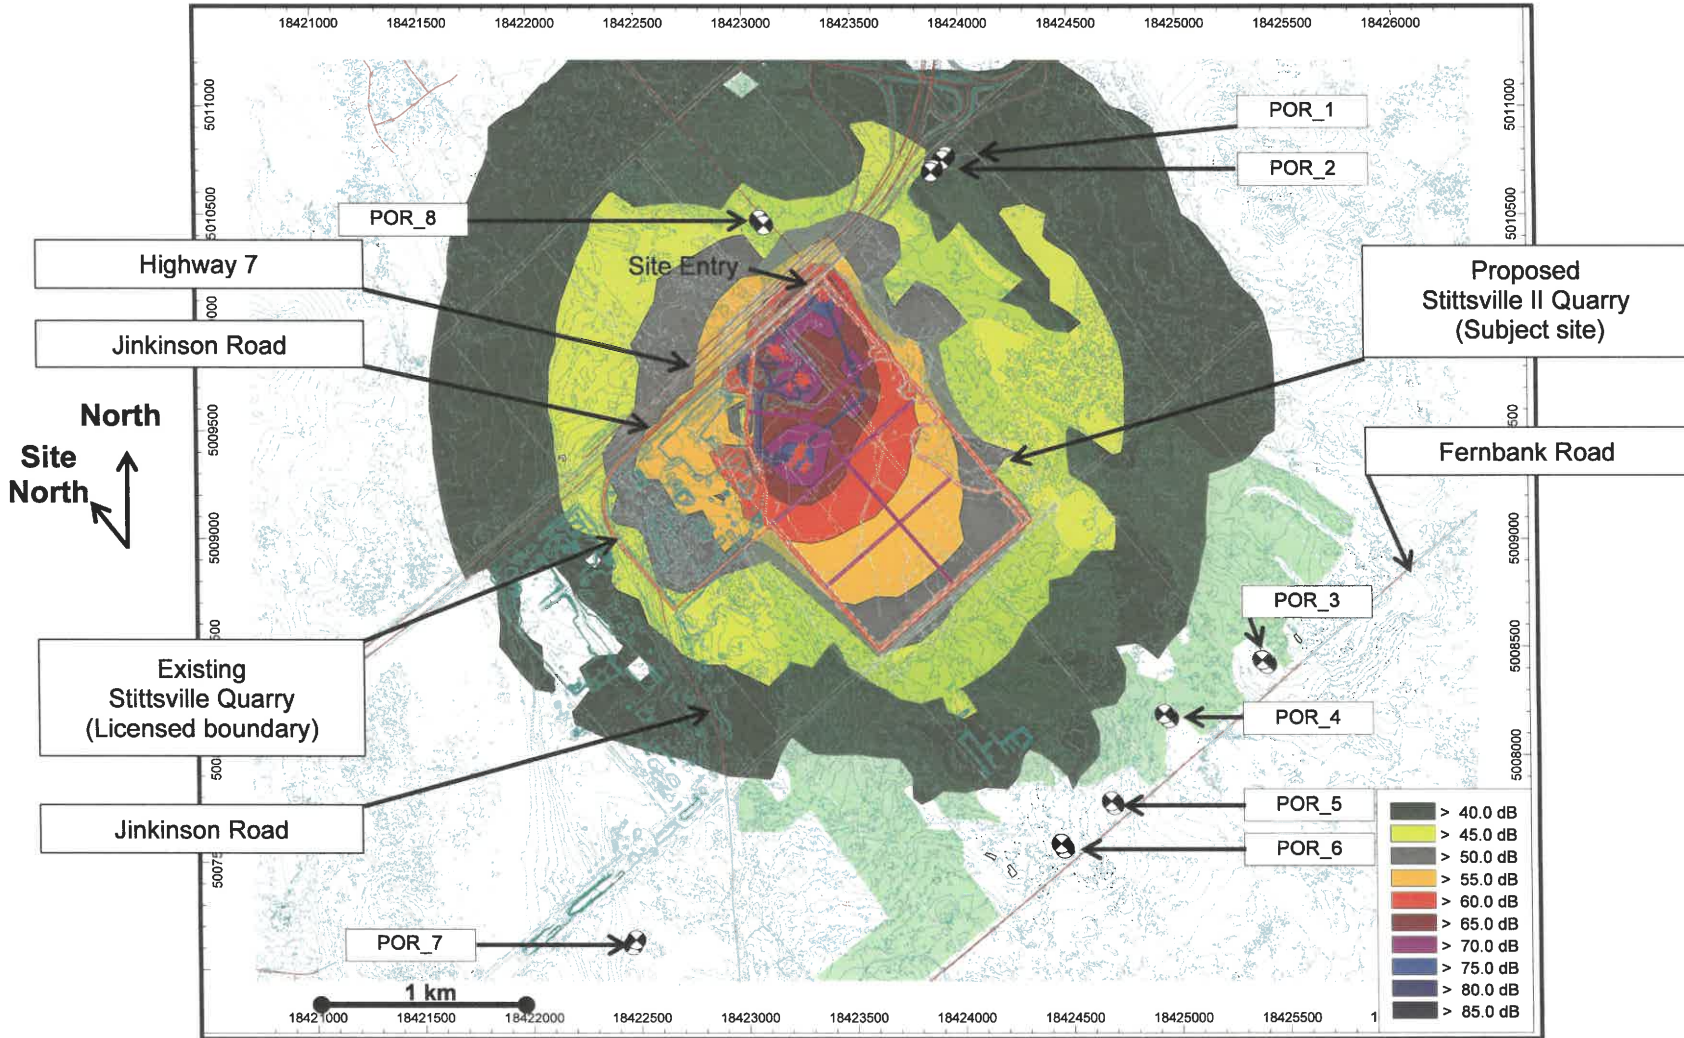 18421000 18421500 18422000 18422500 18423000 18423500 18424000 18424500 18425000 18425500 18426000
5011000
5011000
POR_1
POR_2
5010500
5010500
POR_8
Highway 7
Site Entry
Proposed
Stittsville II Quarry
(Subject site)
Jinkinson Road
North
Site
North
5009500
Fernbank Road
5009000
5009000
POR_3
Existing
Stittsville Quarry
(Licensed boundary)
5008500
POR_4
5008000
Jinkinson Road
POR_5
POR_6
POR_7
1 km
> 40.0 dB
> 45.0 dB
> 50.0 dB
> 55.0 dB
> 60.0 dB
> 65.0 dB
> 70.0 dB
> 75.0 dB
> 80.0 dB
> 85.0 dB
18421000 18421500 18422000 18422500 18423000 18423500 18424000 18424500 18425000 18425500